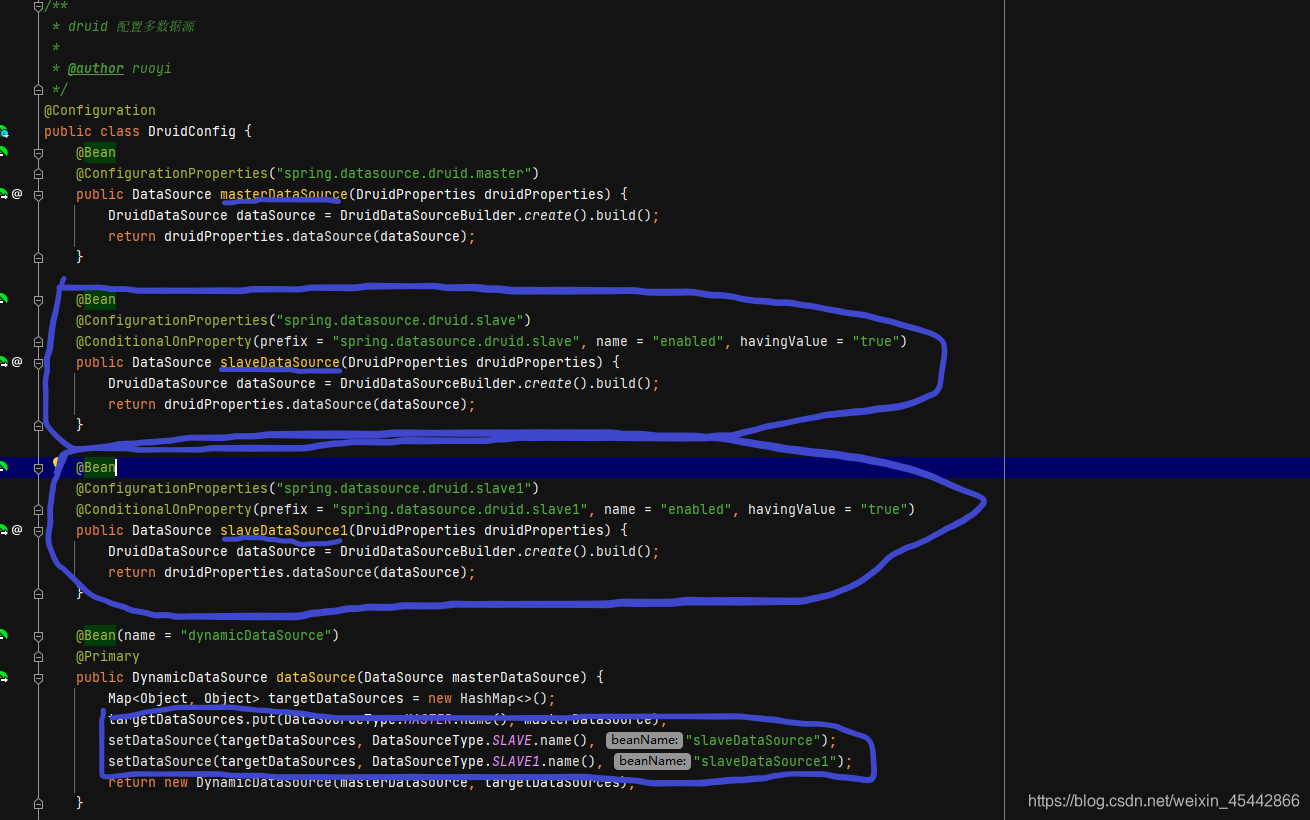 /**
* druid 配置多数据源
*
* @author ruoyi
*/
@Configuration
public class DruidConfig {
@Bean
@ConfigurationProperties("spring.datasource.druid.master")
public DataSource masterDataSource(DruidProperties druidProperties) {
DruidDataSource dataSource = DruidDataSourceBuilder.create().build();
return druidProperties.dataSource(dataSource);
}
@Bean
@ConfigurationProperties("spring.datasource.druid.slave")
@ConditionalOnProperty(prefix = "spring.datasource.druid.slave", name = "enabled", havingValue = "true")
public DataSource slaveDataSource(DruidProperties druidProperties) {
DruidDataSource dataSource = DruidDataSourceBuilder.create().build();
return druidProperties.dataSource(dataSource);
}
@Bean
@ConfigurationProperties("spring.datasource.druid.slave1")
@ConditionalOnProperty(prefix = "spring.datasource.druid.slave1", name = "enabled", havingValue = "true")
public DataSource slaveDataSource1(DruidProperties druidProperties) {
DruidDataSource dataSource = DruidDataSourceBuilder.create().build();
return druidProperties.dataSource(dataSource);
}
@Bean(name = "dynamicDataSource")
@Primary
public DynamicDataSource dataSource(DataSource masterDataSource) {
Map<Object, Object> targetDataSources = new HashMap<>();
targetDataSources.put(DataSourceType.MASTER.name(), masterDataSource);
setDataSource(targetDataSources, DataSourceType.SLAVE.name(), beanName: "slaveDataSource");
setDataSource(targetDataSources, DataSourceType.SLAVE1.name(), beanName: "slaveDataSource1");
return new DynamicDataSource(masterDataSource, targetDataSources);
}
https://blog.csdn.net/weixin_45442866